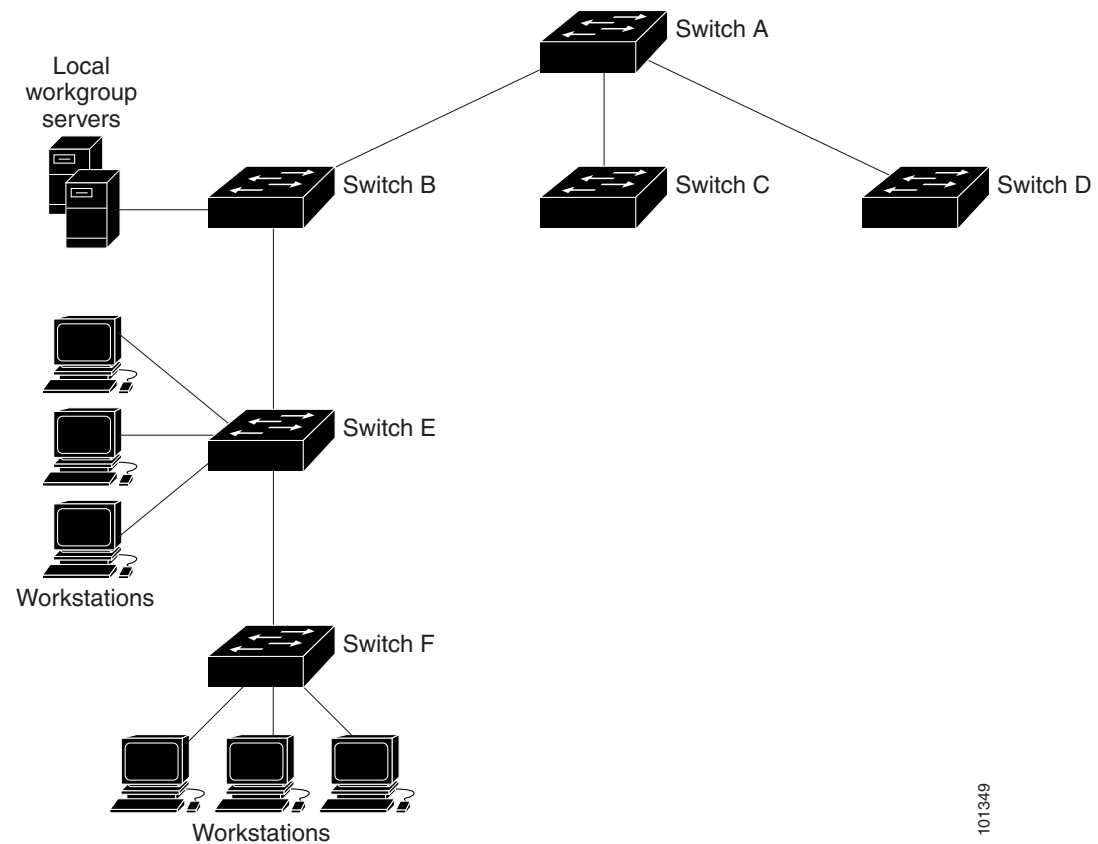 Switch A
Local
workgroup
servers
Switch B
Switch C
Switch D
Switch E
Workstations
Switch F
Workstations
101349